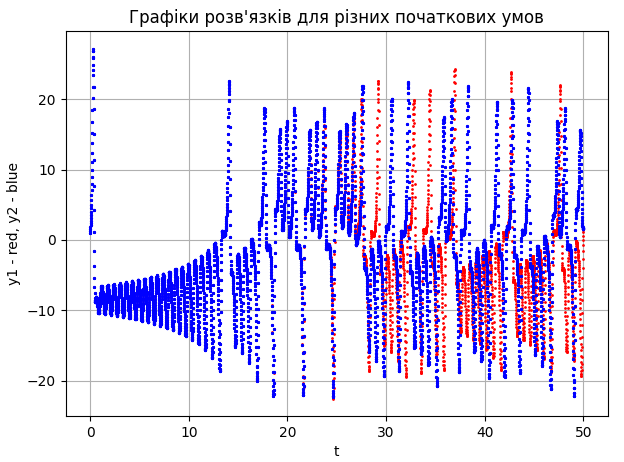 Графіки розв'язків для різних початкових умов
y1 - red, y2 - blue
20
10
0
−10
−20
0 10 20 30 40 50
t